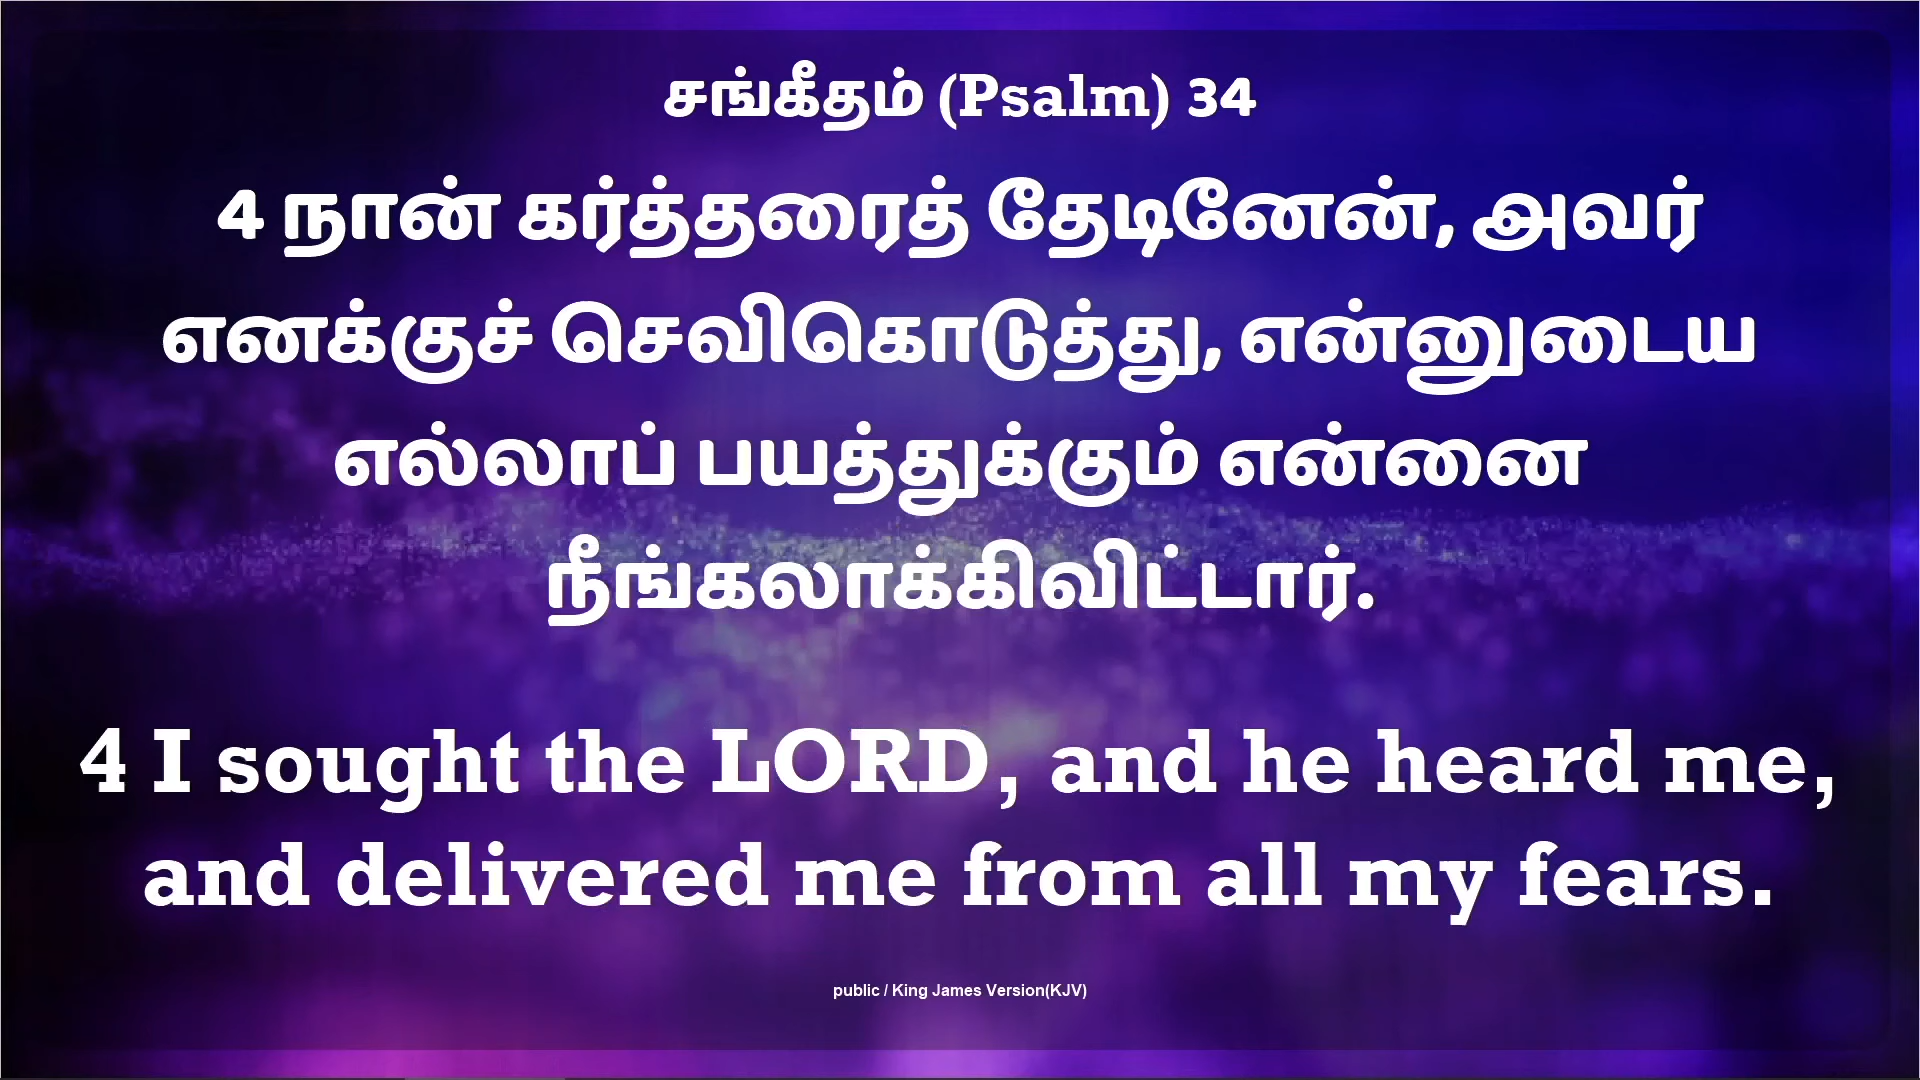 சங்கீதம் (Psalm) 34
4 நான் கர்த்தரைத் தேடினேன், அவர்
எனக்குச் செவிகொடுத்து, என்னுடைய
எல்லாப் பயத்துக்கும் என்னை
நீங்கலாக்கிவிட்டார்.
4 I sought the LORD, and he heard me,
and delivered me from all my fears.
public / King James Version(KJV)